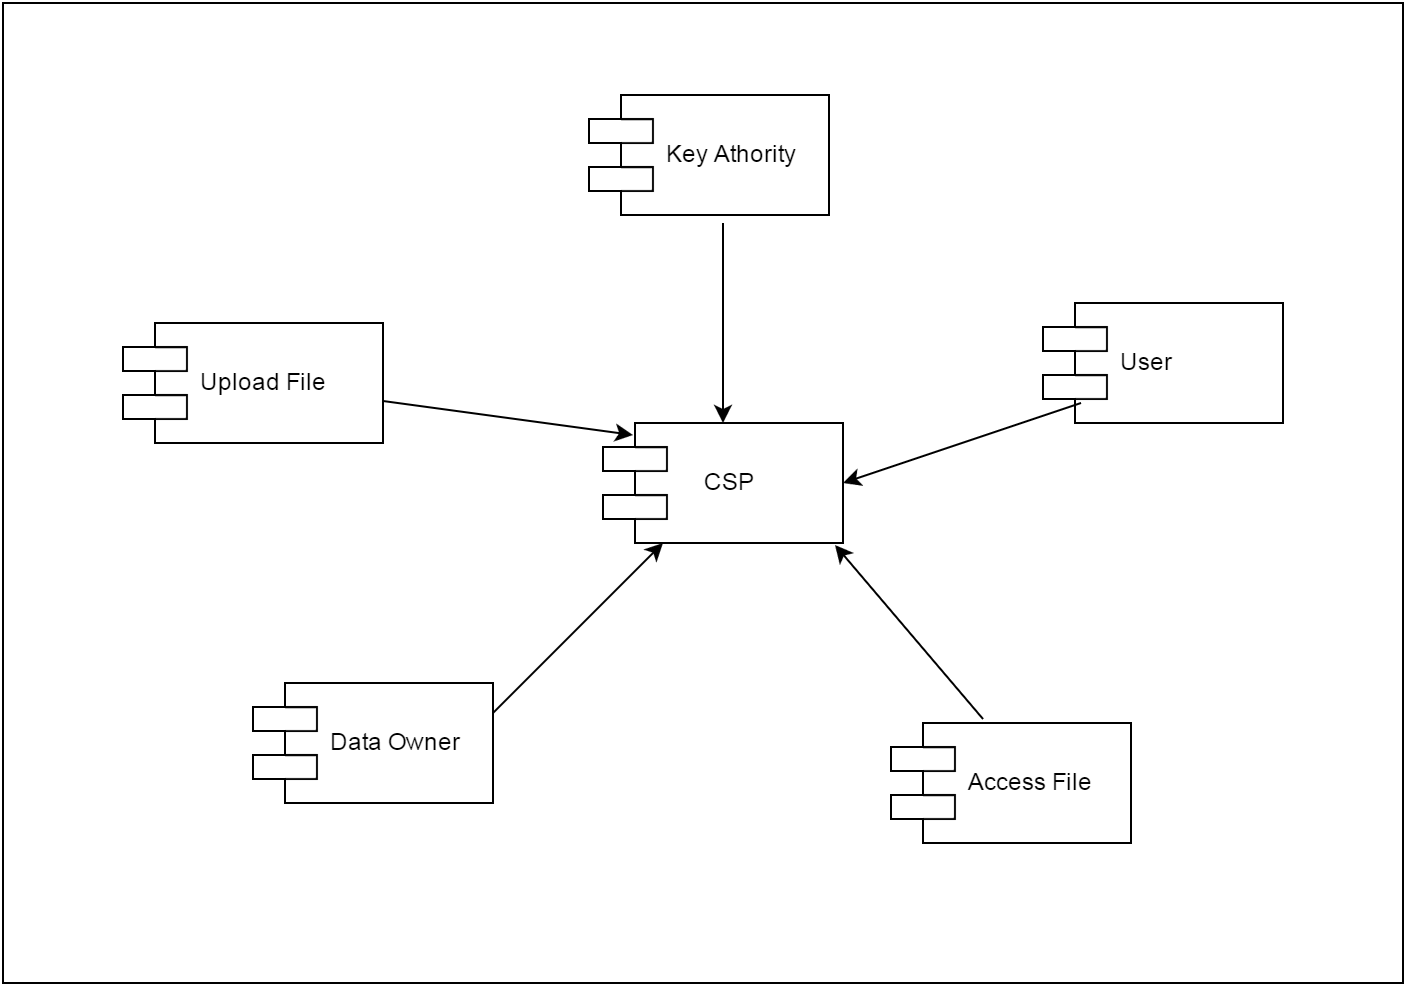 Key Athority
User
Upload File
CSP
Data Owner
Access File